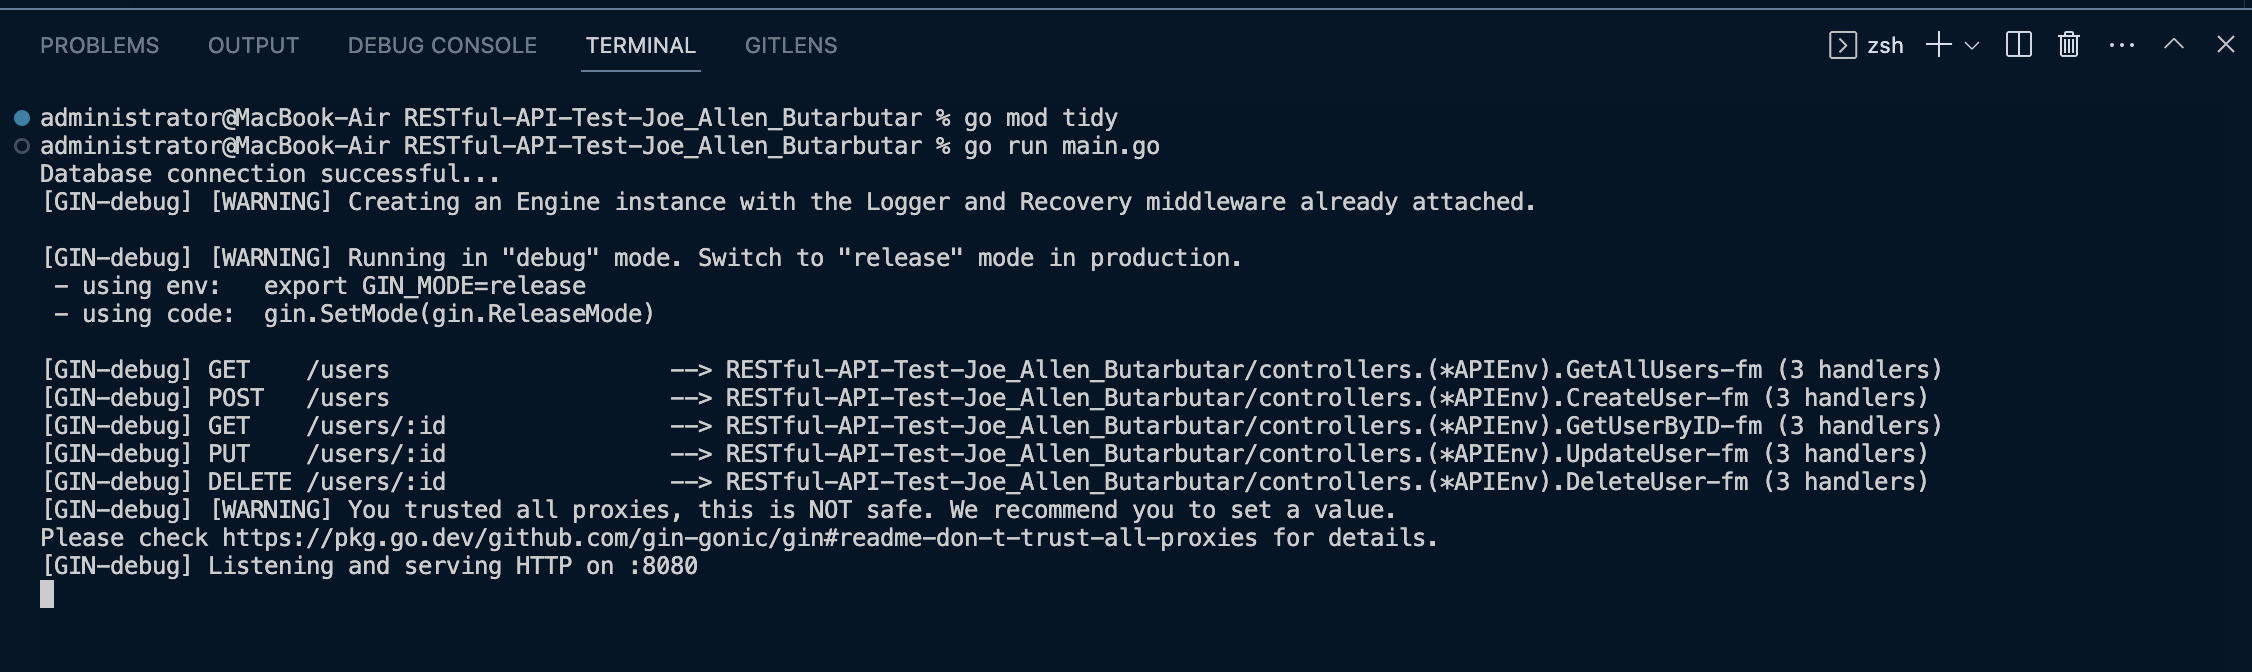 PROBLEMS OUTPUT DEBUG CONSOLE TERMINAL GITLENS zsh
administrator@MacBook-Air RESTful-API-Test-Joe_Allen_Butarbutar % go mod tidy
administrator@MacBook-Air RESTful-API-Test-Joe_Allen_Butarbutar % go run main.go
Database connection successful...
[GIN-debug] [WARNING] Creating an Engine instance with the Logger and Recovery middleware already attached.
[GIN-debug] [WARNING] Running in "debug" mode. Switch to "release" mode in production.
 - using env:   export GIN_MODE=release
 - using code:  gin.SetMode(gin.ReleaseMode)
[GIN-debug] GET    /users                    --> RESTful-API-Test-Joe_Allen_Butarbutar/controllers.(*APIEnv).GetAllUsers-fm (3 handlers)
[GIN-debug] POST   /users                    --> RESTful-API-Test-Joe_Allen_Butarbutar/controllers.(*APIEnv).CreateUser-fm (3 handlers)
[GIN-debug] GET    /users/:id                --> RESTful-API-Test-Joe_Allen_Butarbutar/controllers.(*APIEnv).GetUserByID-fm (3 handlers)
[GIN-debug] PUT    /users/:id                --> RESTful-API-Test-Joe_Allen_Butarbutar/controllers.(*APIEnv).UpdateUser-fm (3 handlers)
[GIN-debug] DELETE /users/:id                --> RESTful-API-Test-Joe_Allen_Butarbutar/controllers.(*APIEnv).DeleteUser-fm (3 handlers)
[GIN-debug] [WARNING] You trusted all proxies, this is NOT safe. We recommend you to set a value.
Please check https://pkg.go.dev/github.com/gin-gonic/gin#readme-don-t-trust-all-proxies for details.
[GIN-debug] Listening and serving HTTP on :8080